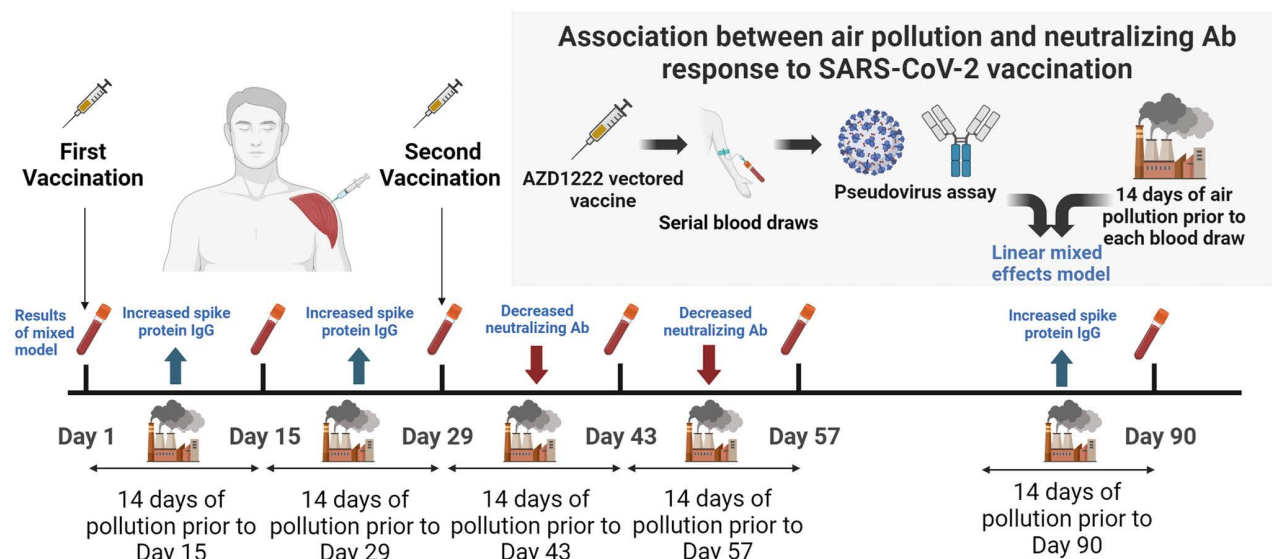 Association between air pollution and neutralizing Ab
response to SARS-CoV-2 vaccination
First
Vaccination
Second
Vaccination
AZD1222 vectored
vaccine
Serial blood draws
Pseudovirus assay
14 days of air
pollution prior to
each blood draw
Linear mixed
effects model
Results
of mixed
model
Increased spike
protein IgG
Increased spike
protein IgG
Decreased
neutralizing Ab
Decreased
neutralizing Ab
Increased spike
protein IgG
Day 1
Day 15
Day 29
Day 43
Day 57
Day 90
14 days of
pollution prior to
Day 15
14 days of
pollution prior to
Day 29
14 days of
pollution prior to
Day 43
14 days of
pollution prior to
Day 57
14 days of
pollution prior to
Day 90